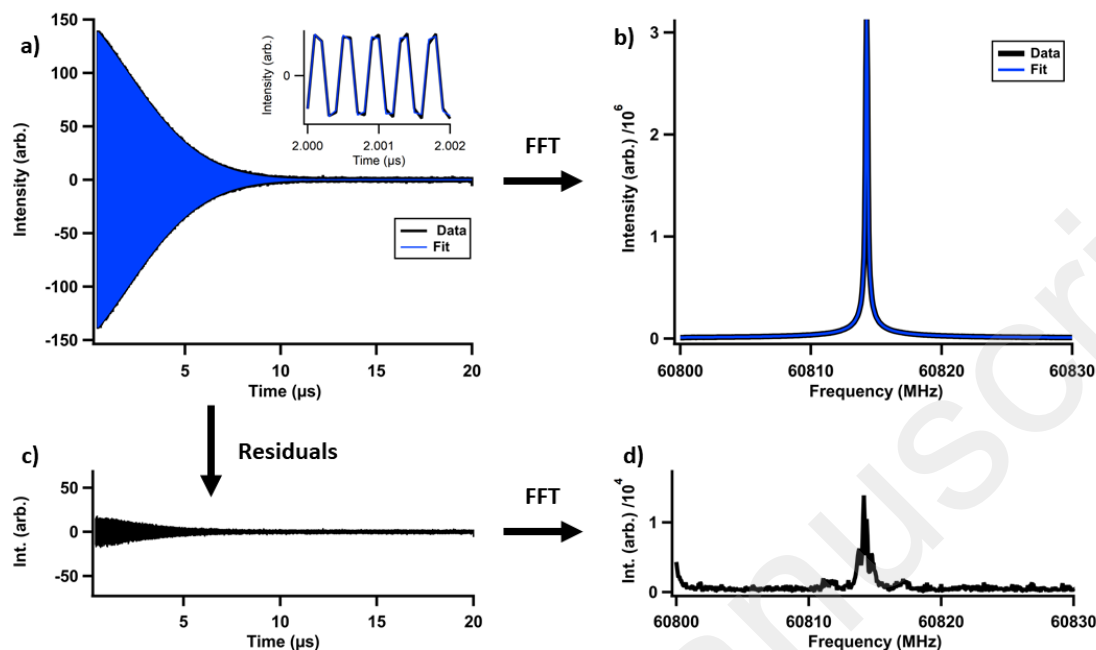 a)
150
100
50
0
-50
-100
-150
Intensity (arb.)
5
10
15
20
Time (µs)
Intensity (arb.)
0
2.000
2.001
2.002
Time (µs)
Data
Fit
FFT
b)
3
2
1
0
Intensity (arb.) /10⁶
60800
60810
60820
60830
Frequency (MHz)
Data
Fit
Residuals
c)
50
0
-50
Int. (arb.)
5
10
15
20
Time (µs)
FFT
d)
1
0
Int. (arb.) /10⁴
60800
60810
60820
60830
Frequency (MHz)